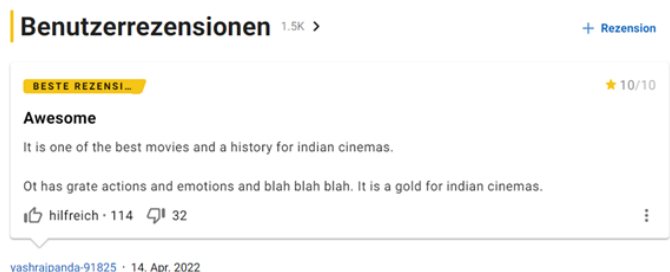 Benutzerrezensionen 1.5K >
+ Rezension
BESTE REZENSI…
10/10
Awesome
It is one of the best movies and a history for indian cinemas.
Ot has grate actions and emotions and blah blah blah. It is a gold for indian cinemas.
hilfreich · 114 32
yashrajpanda-91825 · 14. Apr. 2022